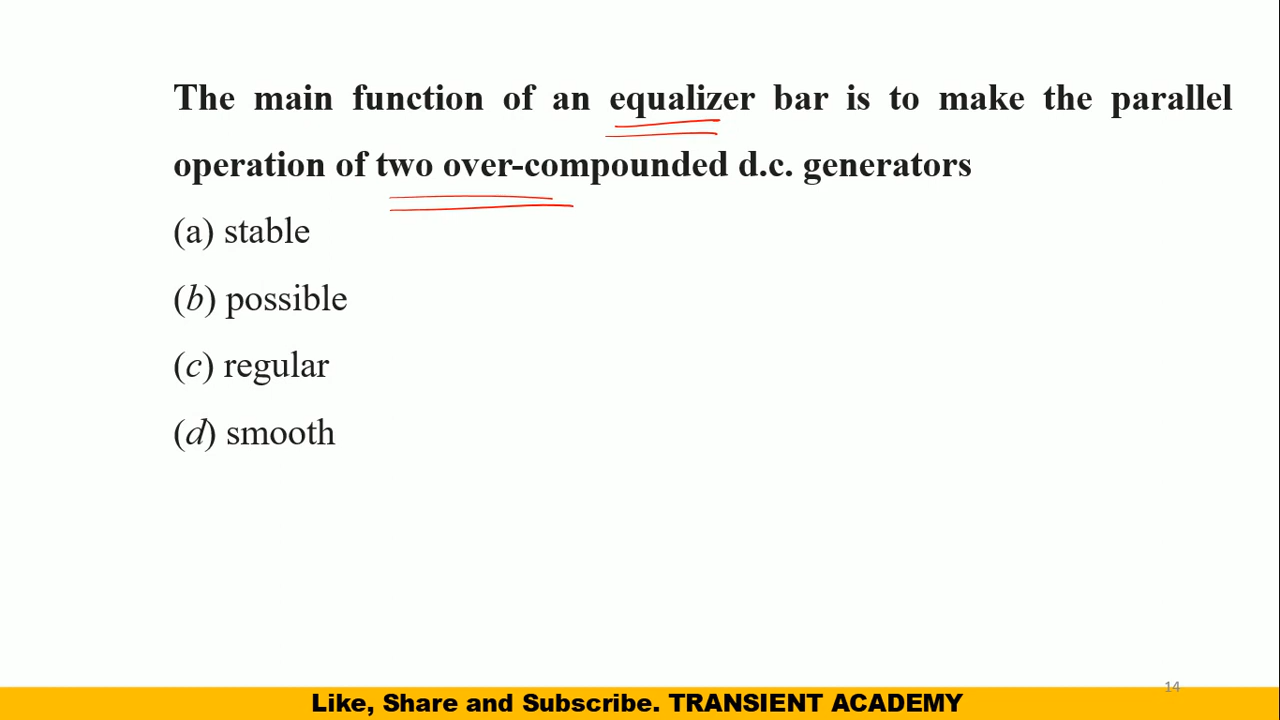 The main function of an equalizer bar is to make the parallel
operation of two over-compounded d.c. generators
(a) stable
(b) possible
(c) regular
(d) smooth
14
Like, Share and Subscribe. TRANSIENT ACADEMY